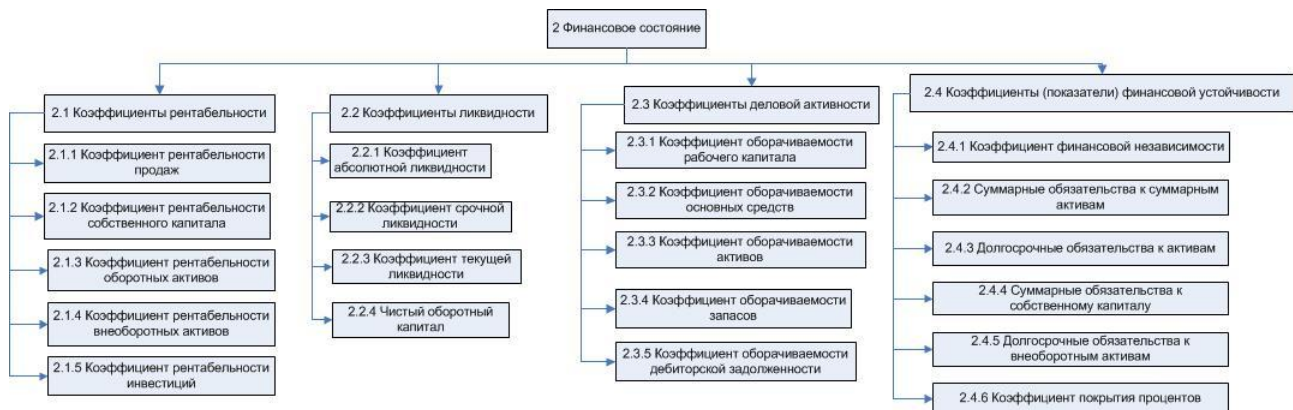 2 Финансовое состояние
2.1 Коэффициенты рентабельности
2.1.1 Коэффициент рентабельности
продаж
2.1.2 Коэффициент рентабельности
собственного капитала
2.1.3 Коэффициент рентабельности
оборотных активов
2.1.4 Коэффициент рентабельности
внеоборотных активов
2.1.5 Коэффициент рентабельности
инвестиций
2.2 Коэффициенты ликвидности
2.2.1 Коэффициент
абсолютной ликвидности
2.2.2 Коэффициент срочной
ликвидности
2.2.3 Коэффициент текущей
ликвидности
2.2.4 Чистый оборотный
капитал
2.3 Коэффициенты деловой активности
2.3.1 Коэффициент оборачиваемости
рабочего капитала
2.3.2 Коэффициент оборачиваемости
основных средств
2.3.3 Коэффициент оборачиваемости
активов
2.3.4 Коэффициент оборачиваемости
запасов
2.3.5 Коэффициент оборачиваемости
дебиторской задолженности
2.4 Коэффициенты (показатели) финансовой устойчивости
2.4.1 Коэффициент финансовой независимости
2.4.2 Суммарные обязательства к суммарным
активам
2.4.3 Долгосрочные обязательства к активам
2.4.4 Суммарные обязательства к
собственному капиталу
2.4.5 Долгосрочные обязательства к
внеоборотным активам
2.4.6 Коэффициент покрытия процентов